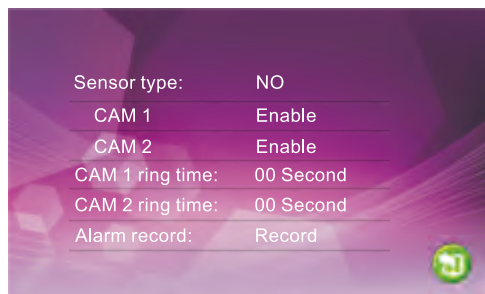 Sensor type: NO
CAM 1 Enable
CAM 2 Enable
CAM 1 ring time: 00 Second
CAM 2 ring time: 00 Second
Alarm record: Record